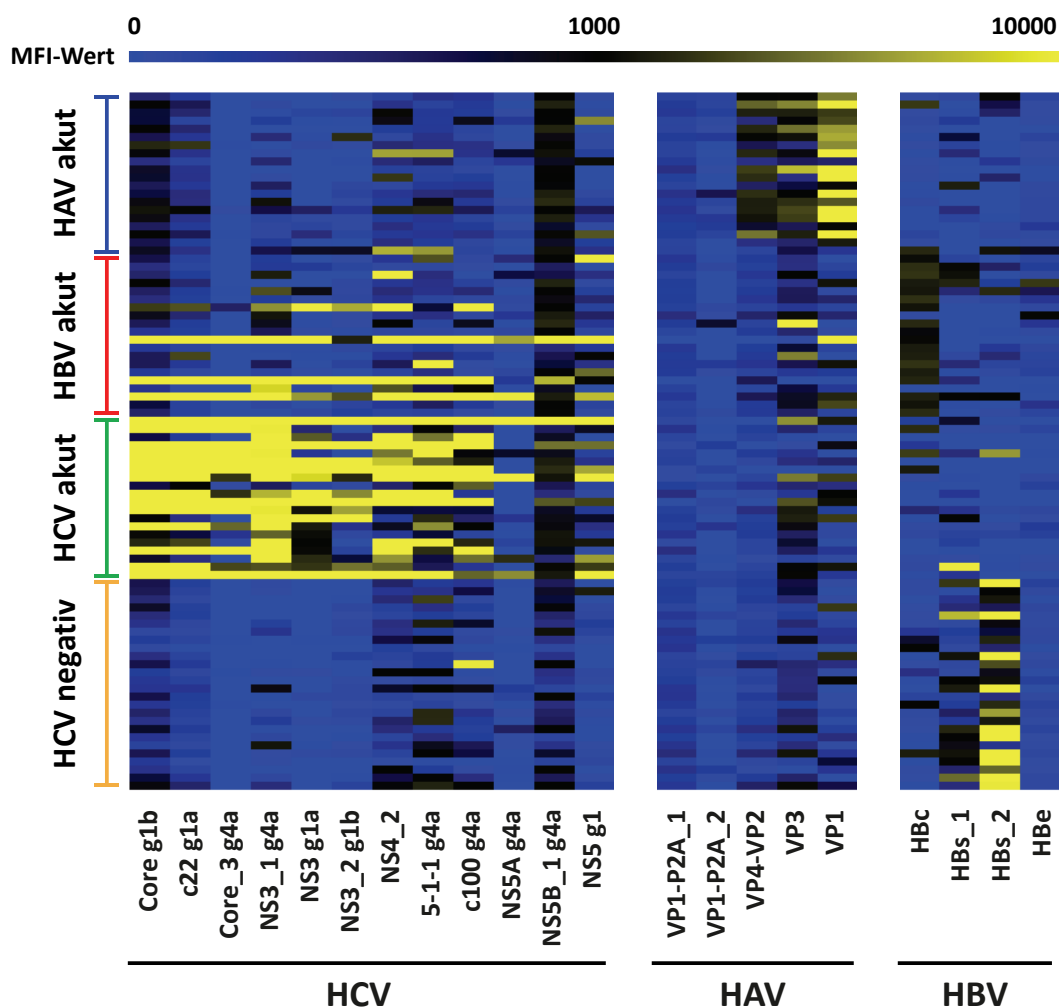 0 1000 10000
MFI-Wert
HAV akut
HBV akut
HCV akut
HCV negativ
Core g1b
c22 g1a
Core_3 g4a
NS3_1 g4a
NS3 g1a
NS3_2 g1b
NS4_2
5-1-1 g4a
c100 g4a
NS5A g4a
NS5B_1 g4a
NS5 g1
VP1-P2A_1
VP1-P2A_2
VP4-VP2
VP3
VP1
HBc
HBs_1
HBs_2
HBe
HCV HAV HBV